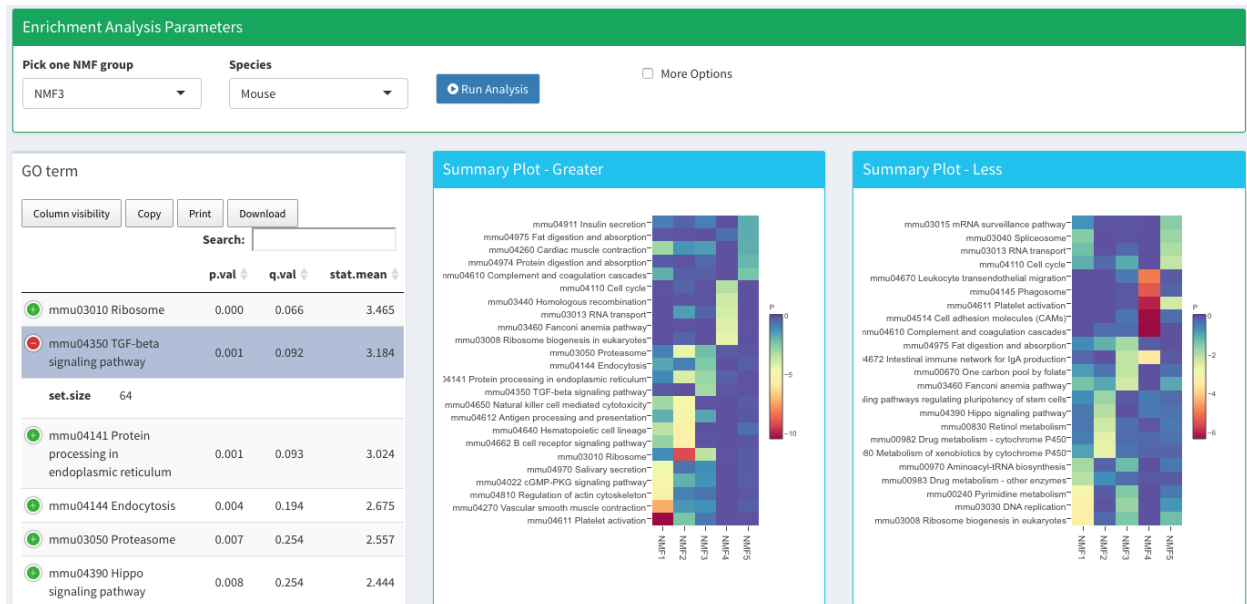 Enrichment Analysis Parameters
Pick one NMF group
Species
NMF3
Mouse
Run Analysis
More Options
GO term
Column visibility
Copy
Print
Download
Search:
p.val q.val stat.mean
mmu03010 Ribosome 0.000 0.066 3.465
mmu04350 TGF-beta
signaling pathway 0.001 0.092 3.184
set.size 64
mmu04141 Protein
processing in
endoplasmic reticulum 0.001 0.093 3.024
mmu04144 Endocytosis 0.004 0.194 2.675
mmu03050 Proteasome 0.007 0.254 2.557
mmu04390 Hippo
signaling pathway 0.008 0.254 2.444
Summary Plot - Greater
mmu04911 Insulin secretion
mmu04975 Fat digestion and absorption
mmu04260 Cardiac muscle contraction
mmu04974 Protein digestion and absorption
nmu04610 Complement and coagulation cascades
mmu04110 Cell cycle
mmu03440 Homologous recombination
mmu03013 RNA transport
mmu03460 Fanconi anemia pathway
mmu03008 Ribosome biogenesis in eukaryotes
mmu03050 Proteasome
mmu04144 Endocytosis
04141 Protein processing in endoplasmic reticulum
mmu04350 TGF-beta signaling pathway
mmu04650 Natural killer cell mediated cytotoxicity
mmu04612 Antigen processing and presentation
mmu04640 Hematopoietic cell lineage
mmu04662 B cell receptor signaling pathway
mmu03010 Ribosome
mmu04970 Salivary secretion
mmu04022 cGMP-PKG signaling pathway
mmu04810 Regulation of actin cytoskeleton
mmu04270 Vascular smooth muscle contraction
mmu04611 Platelet activation
NMF1
NMF2
NMF3
NMF4
NMF5
P
0
−5
−10
Summary Plot - Less
mmu03015 mRNA surveillance pathway
mmu03040 Spliceosome
mmu03013 RNA transport
mmu04110 Cell cycle
mmu04670 Leukocyte transendothelial migration
mmu04145 Phagosome
mmu04611 Platelet activation
mmu04514 Cell adhesion molecules (CAMs)
nmu04610 Complement and coagulation cascades
mmu04975 Fat digestion and absorption
04672 Intestinal immune network for IgA production
mmu00670 One carbon pool by folate
mmu03460 Fanconi anemia pathway
aling pathways regulating pluripotency of stem cells
mmu04390 Hippo signaling pathway
mmu00830 Retinol metabolism
mmu00982 Drug metabolism - cytochrome P450
980 Metabolism of xenobiotics by cytochrome P450
mmu00970 Aminoacyl-tRNA biosynthesis
mmu00983 Drug metabolism - other enzymes
mmu00240 Pyrimidine metabolism
mmu03030 DNA replication
mmu03008 Ribosome biogenesis in eukaryotes
NMF1
NMF2
NMF3
NMF4
NMF5
P
0
−2
−4
−6